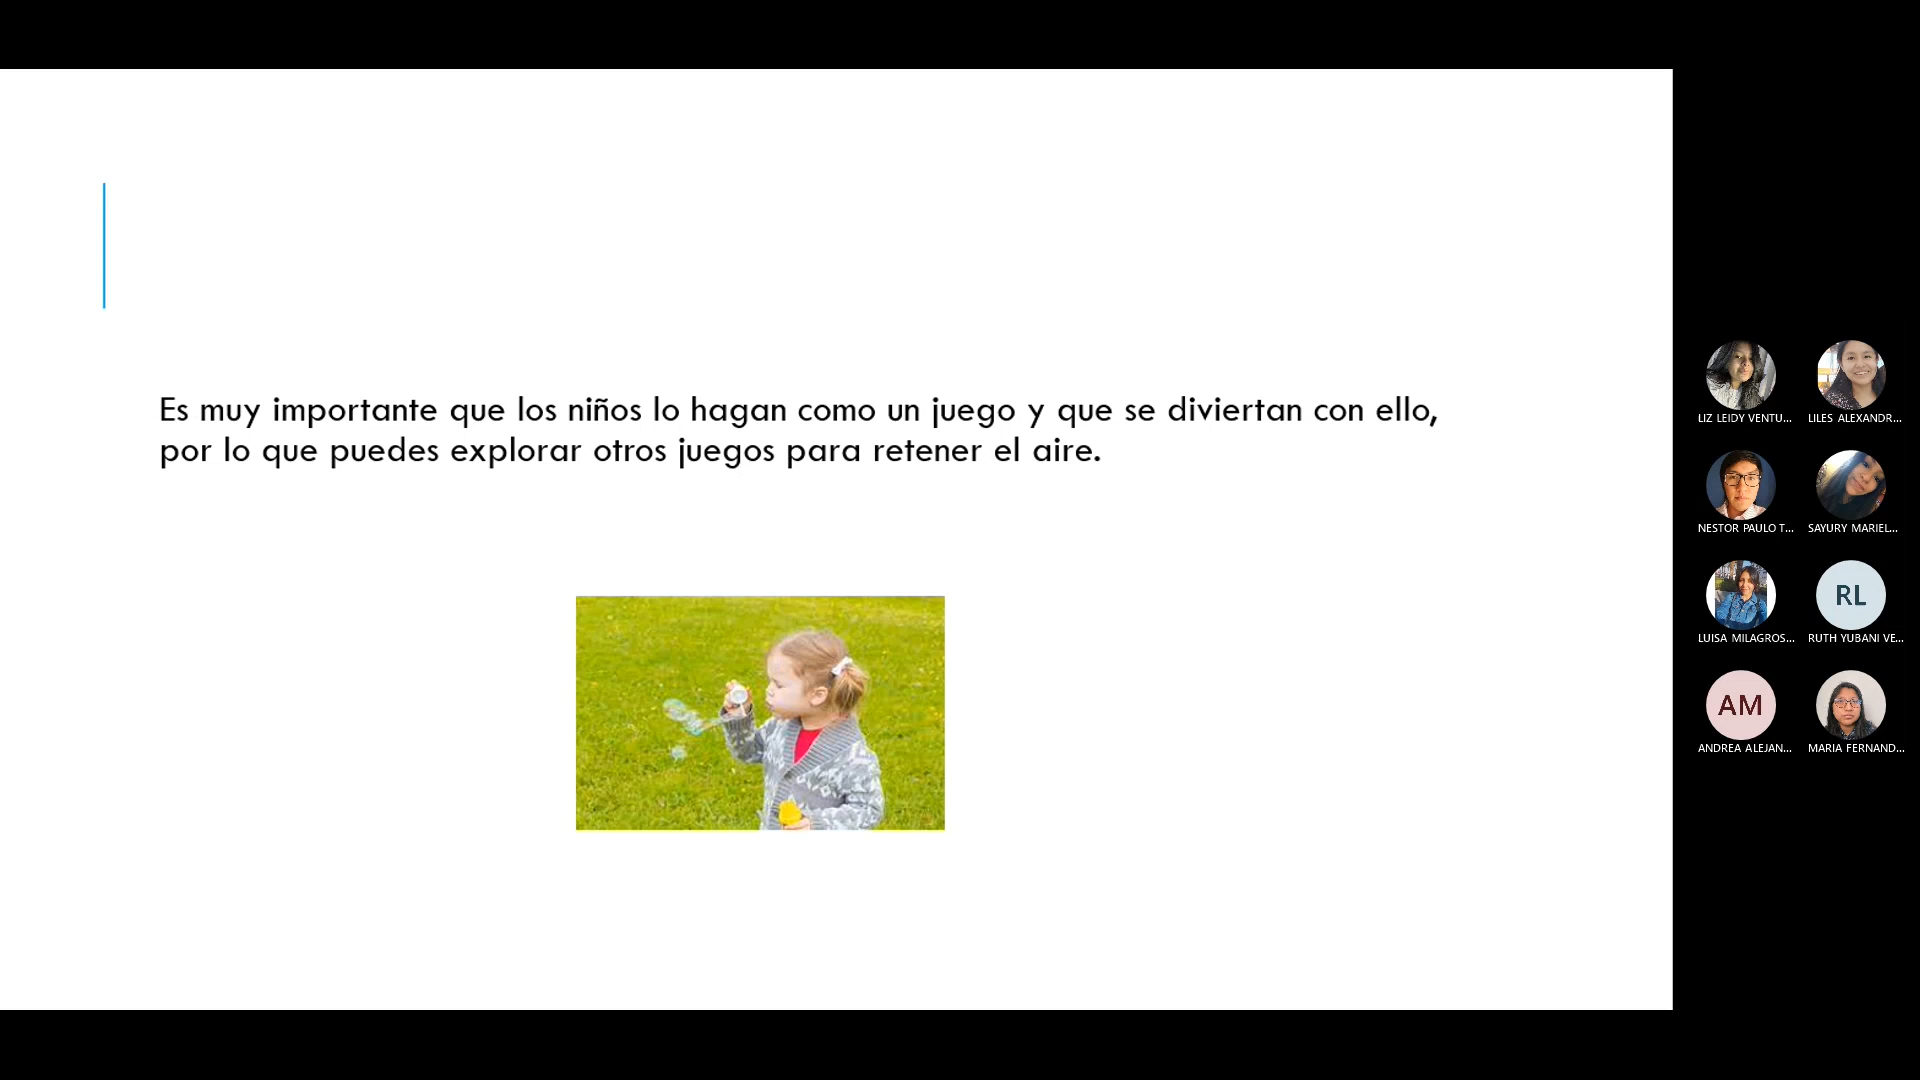 Es muy importante que los niños lo hagan como un juego y que se diviertan con ello,
por lo que puedes explorar otros juegos para retener el aire.
LIZ LEIDY VENTU...
LILES ALEXANDR...
NESTOR PAULO T...
SAYURY MARIEL...
LUISA MILAGROS...
RL
RUTH YUBANI VE...
AM
ANDREA ALEJAN...
MARIA FERNAND...